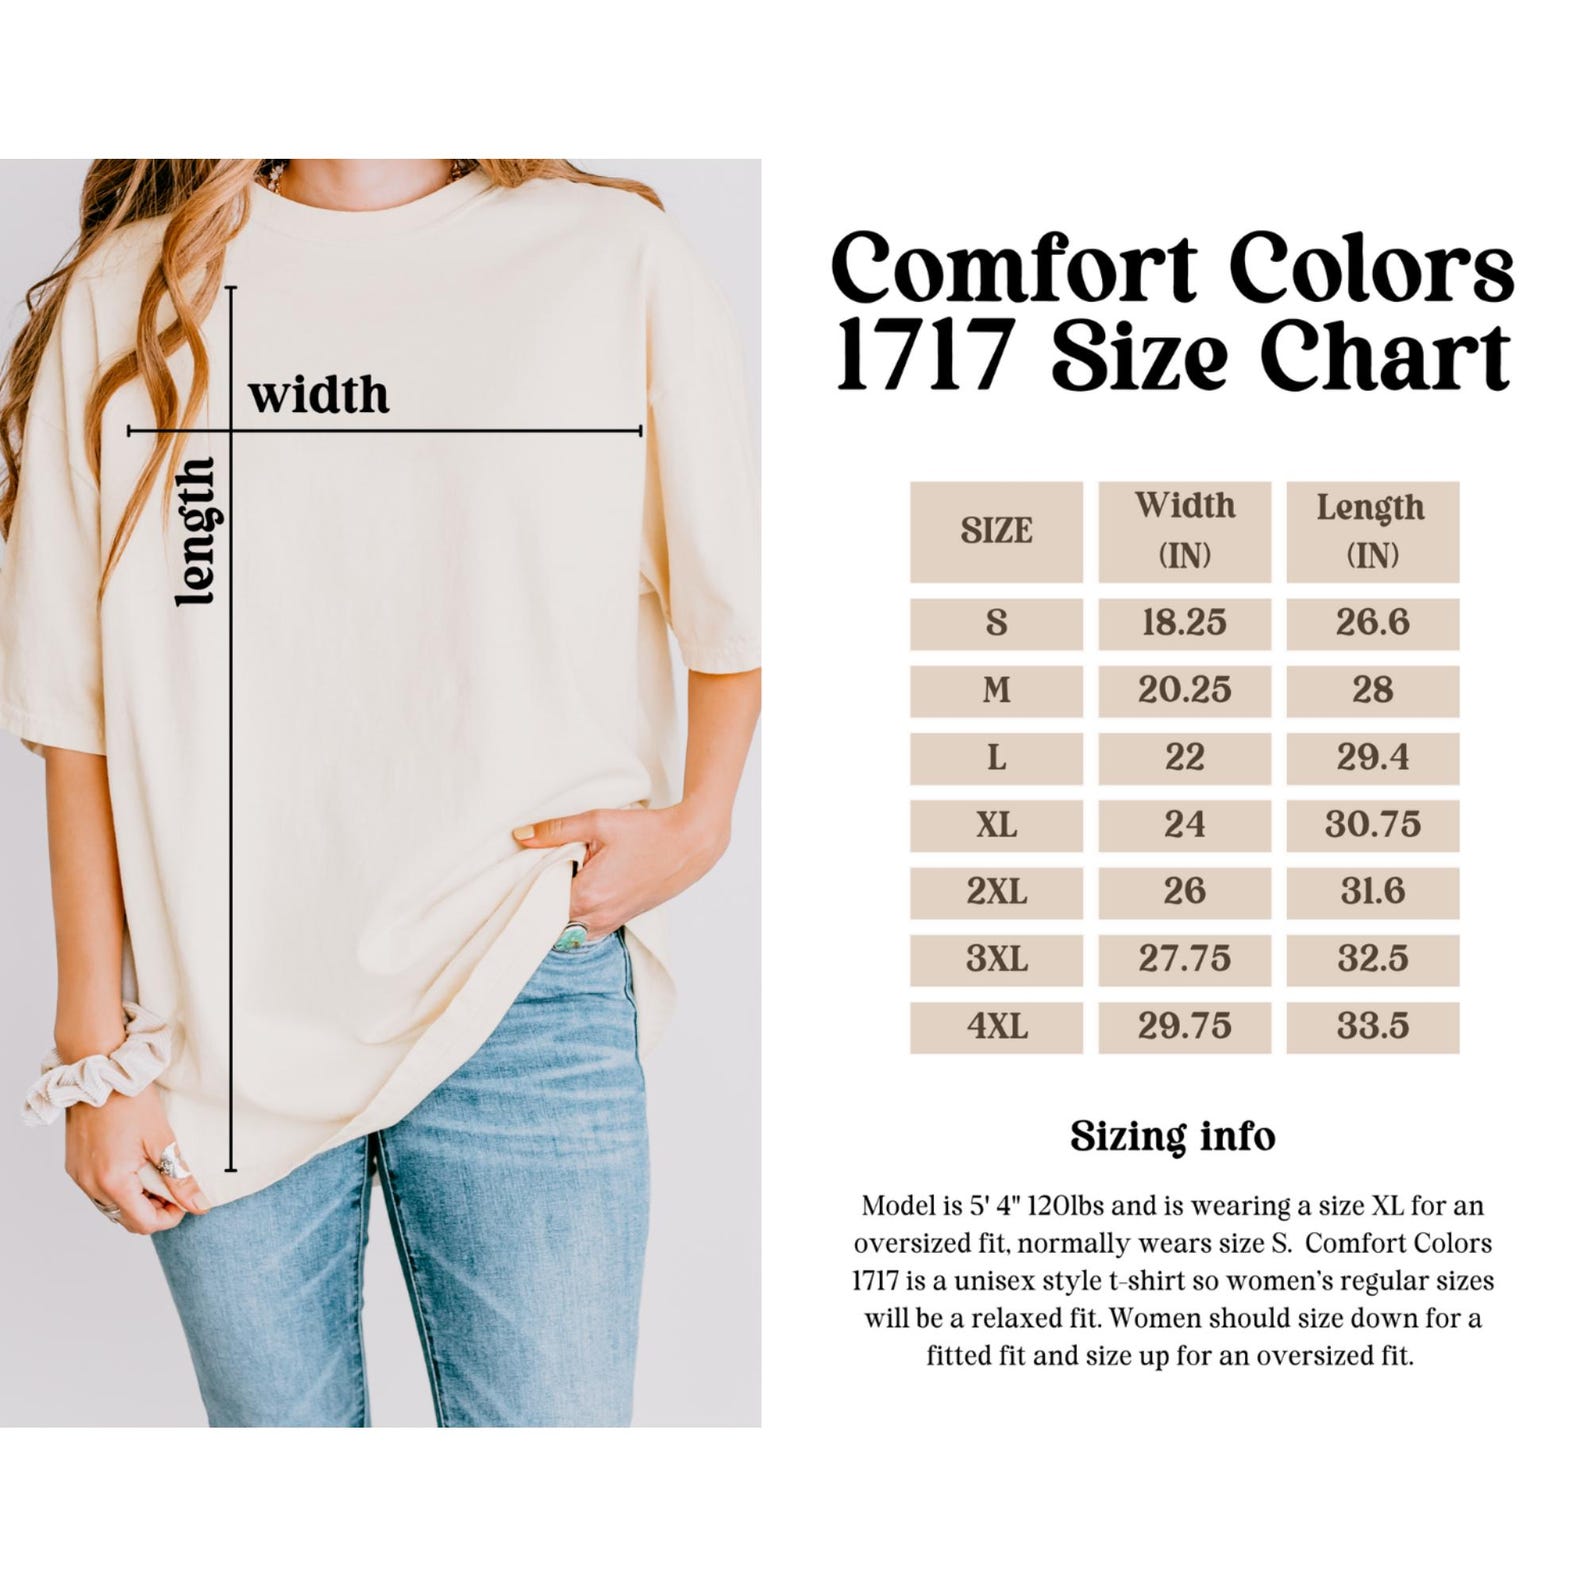 width
length
Comfort Colors
1717 Size Chart
SIZE Width (IN) Length (IN)
S 18.25 26.6
M 20.25 28
L 22 29.4
XL 24 30.75
2XL 26 31.6
3XL 27.75 32.5
4XL 29.75 33.5
Sizing info
Model is 5' 4" 120lbs and is wearing a size XL for an
oversized fit, normally wears size S. Comfort Colors
1717 is a unisex style t-shirt so women’s regular sizes
will be a relaxed fit. Women should size down for a
fitted fit and size up for an oversized fit.